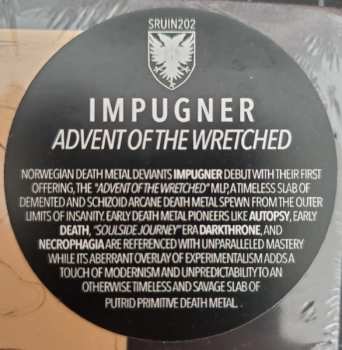 SRUIN202
IMPUGNER
ADVENT OF THE WRETCHED
NORWEGIAN DEATH METAL DEVIANTS IMPUGNER DEBUT WITH THEIR FIRST
OFFERING, THE "ADVENT OF THE WRETCHED" MLP, A TIMELESS SLAB OF
DEMENTED AND SCHIZOID ARCANE DEATH METAL SPEWN FROM THE OUTER
LIMITS OF INSANITY. EARLY DEATH METAL PIONEERS LIKE AUTOPSY, EARLY
DEATH, "SOULSIDE JOURNEY" ERA DARKTHRONE, AND
NECROPHAGIA ARE REFERENCED WITH UNPARALLELED MASTERY
WHILE ITS ABERRANT OVERLAY OF EXPERIMENTALISM ADDS A
TOUCH OF MODERNISM AND UNPREDICTABILITY TO AN
OTHERWISE TIMELESS AND SAVAGE SLAB OF
PUTRID PRIMITIVE DEATH METAL.